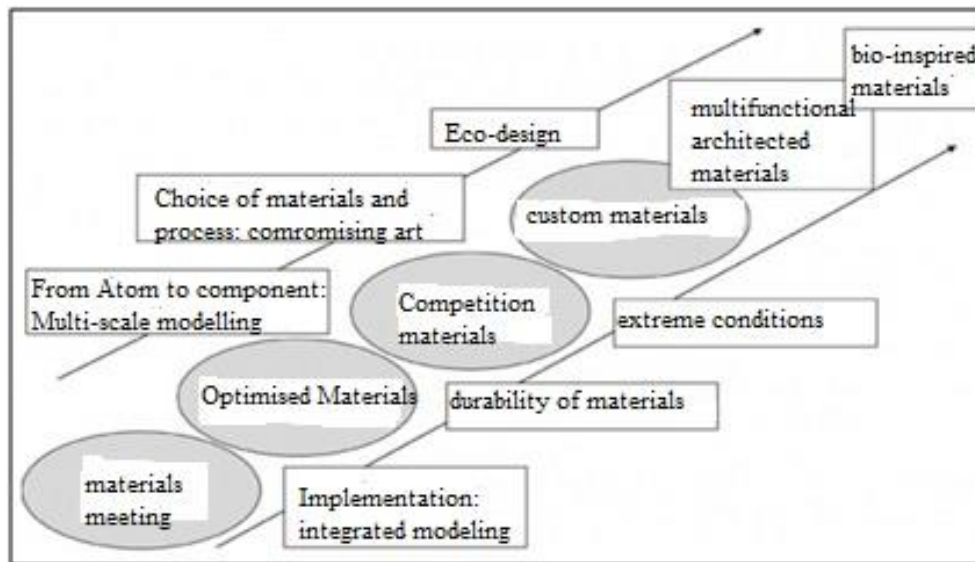 bio-inspired
materials
multifunctional
architected
materials
Eco-design
Choice of materials and
process: comromising art
custom materials
From Atom to component:
Multi-scale modelling
Competition
materials
extreme conditions
Optimised Materials
durability of materials
materials
meeting
Implementation:
integrated modeling